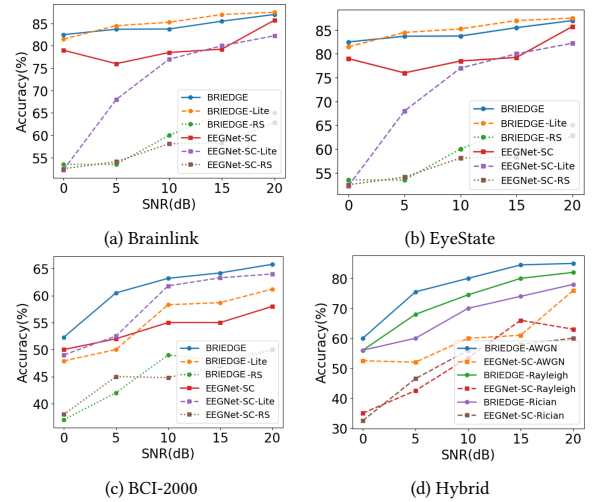 85
80
75
70
65
60
55
Accuracy(%)
BRIEDGE
BRIEDGE-Lite
BRIEDGE-RS
EEGNet-SC
EEGNet-SC-Lite
EEGNet-SC-RS
0 5 10 15 20
SNR(dB)
(a) Brainlink
85
80
75
70
65
60
55
Accuracy(%)
BRIEDGE
BRIEDGE-Lite
BRIEDGE-RS
EEGNet-SC
EEGNet-SC-Lite
EEGNet-SC-RS
0 5 10 15 20
SNR(dB)
(b) EyeState
65
60
55
50
45
40
Accuracy(%)
BRIEDGE
BRIEDGE-Lite
BRIEDGE-RS
EEGNet-SC
EEGNet-SC-Lite
EEGNet-SC-RS
0 5 10 15 20
SNR(dB)
(c) BCI-2000
80
70
60
50
40
30
Accuracy(%)
BRIEDGE-AWGN
EEGNet-SC-AWGN
BRIEDGE-Rayleigh
EEGNet-SC-Rayleigh
BRIEDGE-Rician
EEGNet-SC-Rician
0 5 10 15 20
SNR(dB)
(d) Hybrid